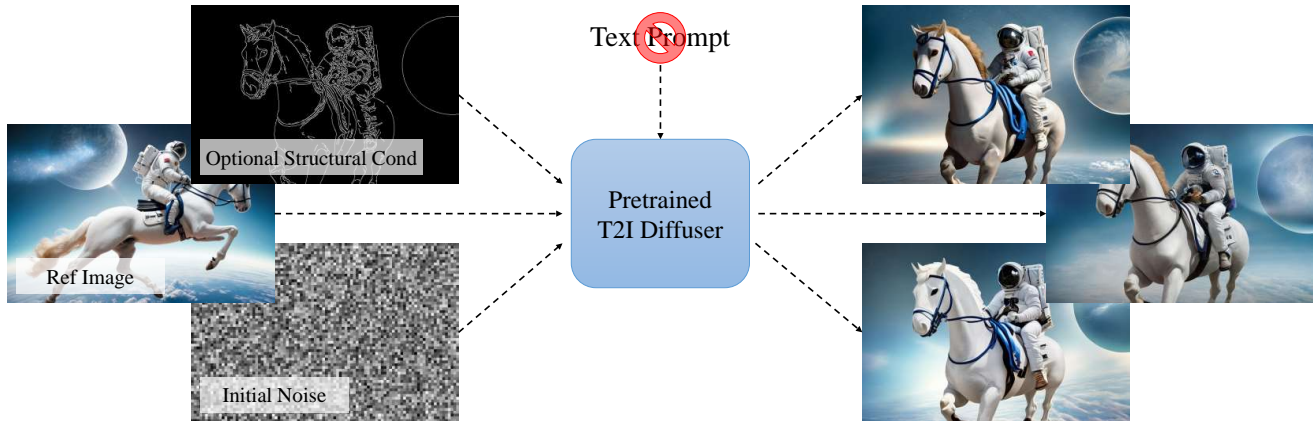 Text Prompt
Optional Structural Cond
Pretrained
T2I Diffuser
Ref Image
Initial Noise